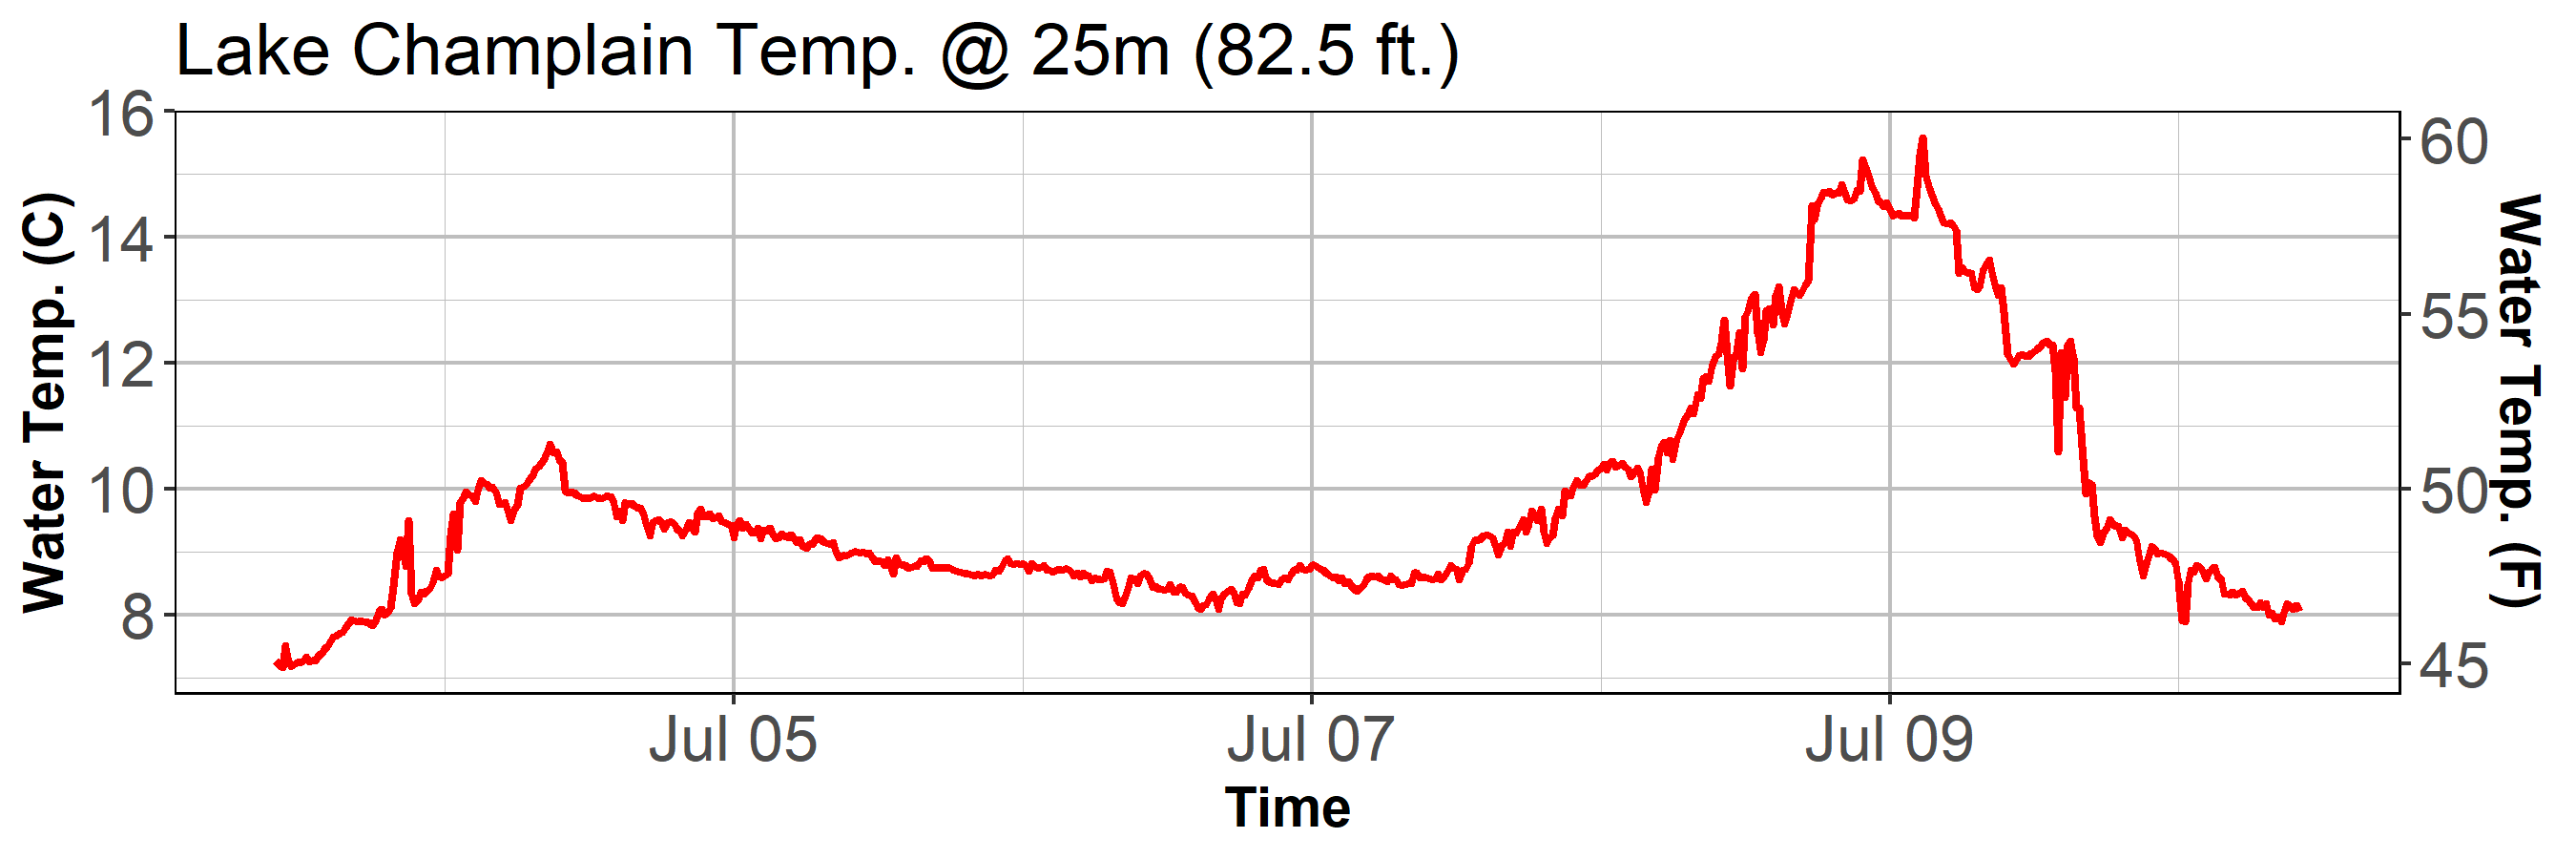 Lake Champlain Temp. @ 25m (82.5 ft.)
Water Temp. (C)
16
14
12
10
8
60
55
50
45
Water Temp. (F)
Jul 05 Jul 07 Jul 09
Time